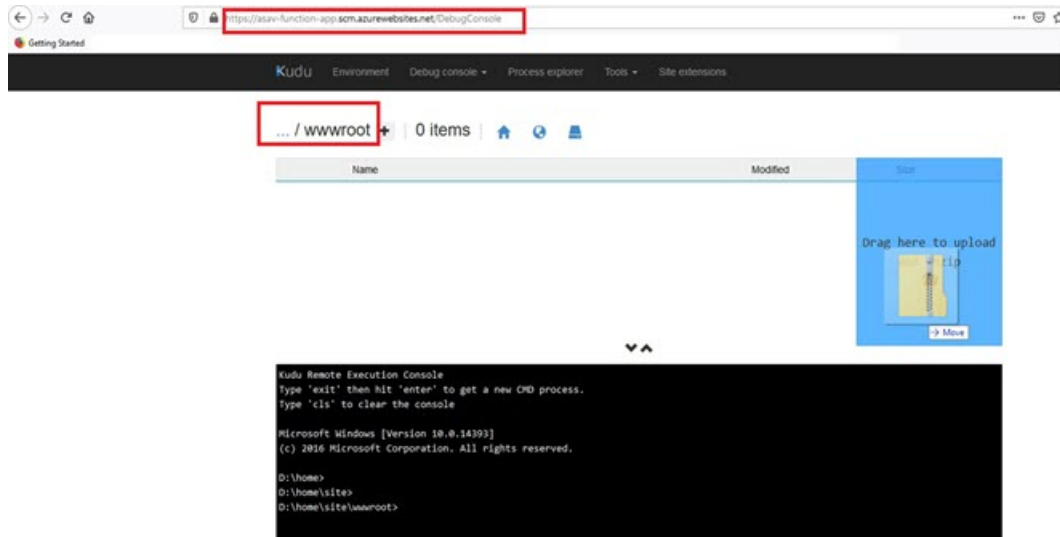 https://asav-function-app.scm.azurewebsites.net/DebugConsole
Getting Started
Kudu Environment Debug console Process explorer Tools Site extensions
... / wwwroot + 0 items
Name Modified Size
Drag here to upload
zip
Move
Kudu Remote Execution Console
Type 'exit' then hit 'enter' to get a new CMD process.
Type 'cls' to clear the console
Microsoft Windows [Version 10.0.14393]
(c) 2016 Microsoft Corporation. All rights reserved.
D:\home>
D:\home\site>
D:\home\site\wwwroot>